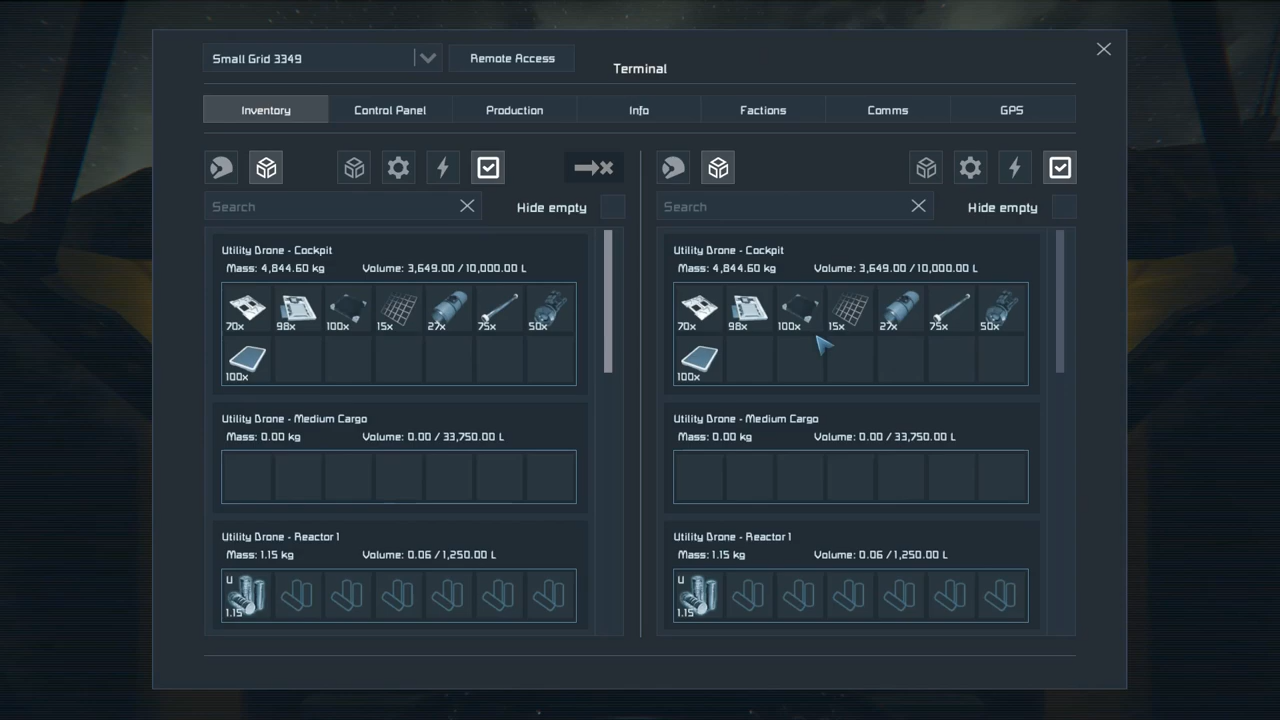 Small Grid 3349
Remote Access
Terminal
Inventory
Control Panel
Production
Info
Factions
Comms
GPS
Search
Hide empty
Utility Drone - Cockpit
Mass: 4,844.60 kg Volume: 3,649.00 / 10,000.00 L
70x 98x 100x 15x 27x 75x 50x
100x
Utility Drone - Medium Cargo
Mass: 0.00 kg Volume: 0.00 / 33,750.00 L
Utility Drone - Reactor 1
Mass: 1.15 kg Volume: 0.06 / 1,250.00 L
U
1.15
Search
Hide empty
Utility Drone - Cockpit
Mass: 4,844.60 kg Volume: 3,649.00 / 10,000.00 L
70x 98x 100x 15x 27x 75x 50x
100x
Utility Drone - Medium Cargo
Mass: 0.00 kg Volume: 0.00 / 33,750.00 L
Utility Drone - Reactor 1
Mass: 1.15 kg Volume: 0.06 / 1,250.00 L
U
1.15